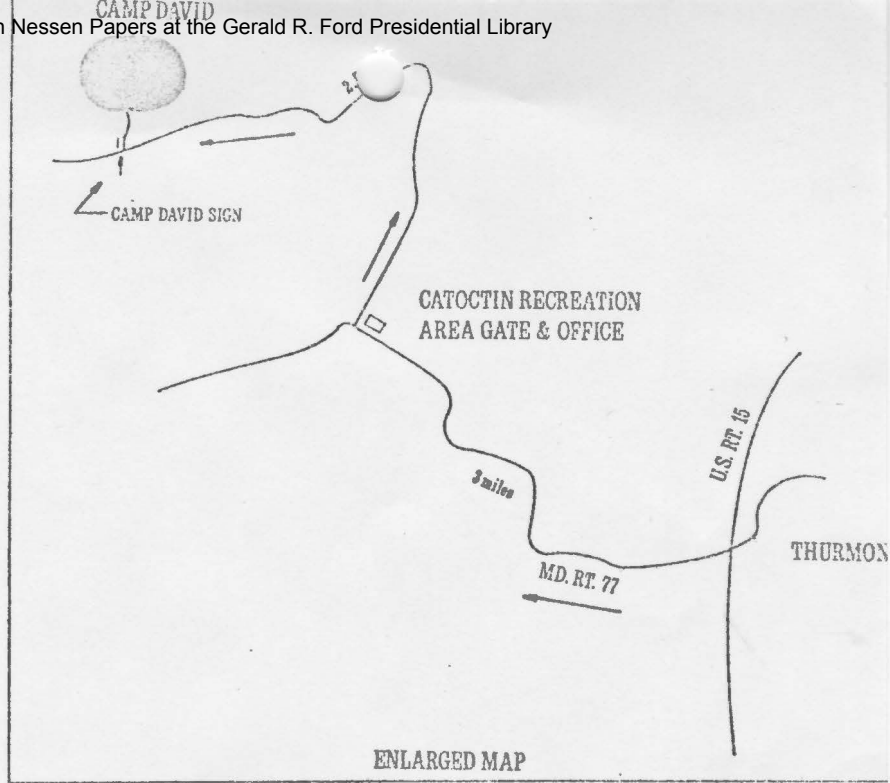 CAMP DAVID
Nessen Papers at the Gerald R. Ford Presidential Library
CAMP DAVID SIGN
CATOCTIN RECREATION
AREA GATE & OFFICE
U.S. RT. 15
3 miles
THURMON
MD. RT. 77
ENLARGED MAP